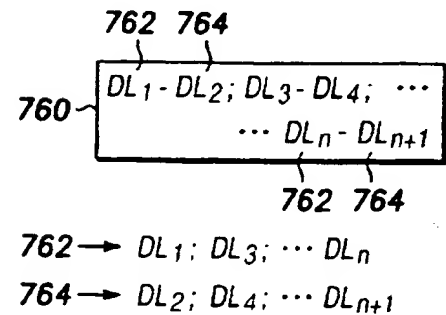 762 764
760 DL₁ - DL₂; DL₃ - DL₄; ···
··· DLₙ - DLₙ₊₁
762 764
762 → DL₁; DL₃; ··· DLₙ
764 → DL₂; DL₄; ··· DLₙ₊₁